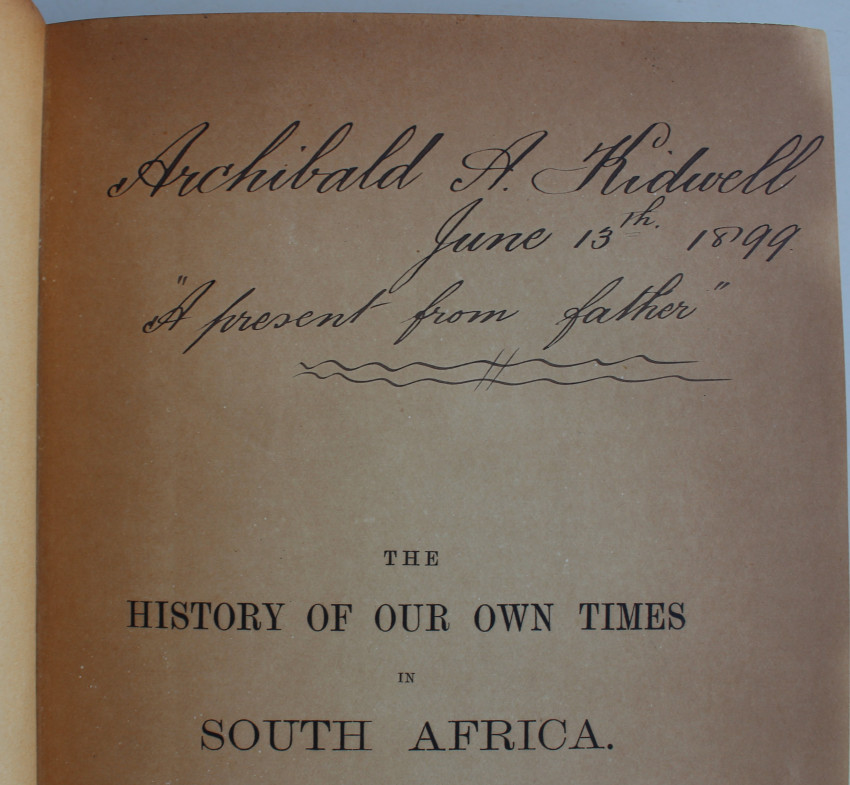 Archibald A. Kidwell
June 13th. 1899.
"A present from father"
THE
HISTORY OF OUR OWN TIMES
IN
SOUTH AFRICA.